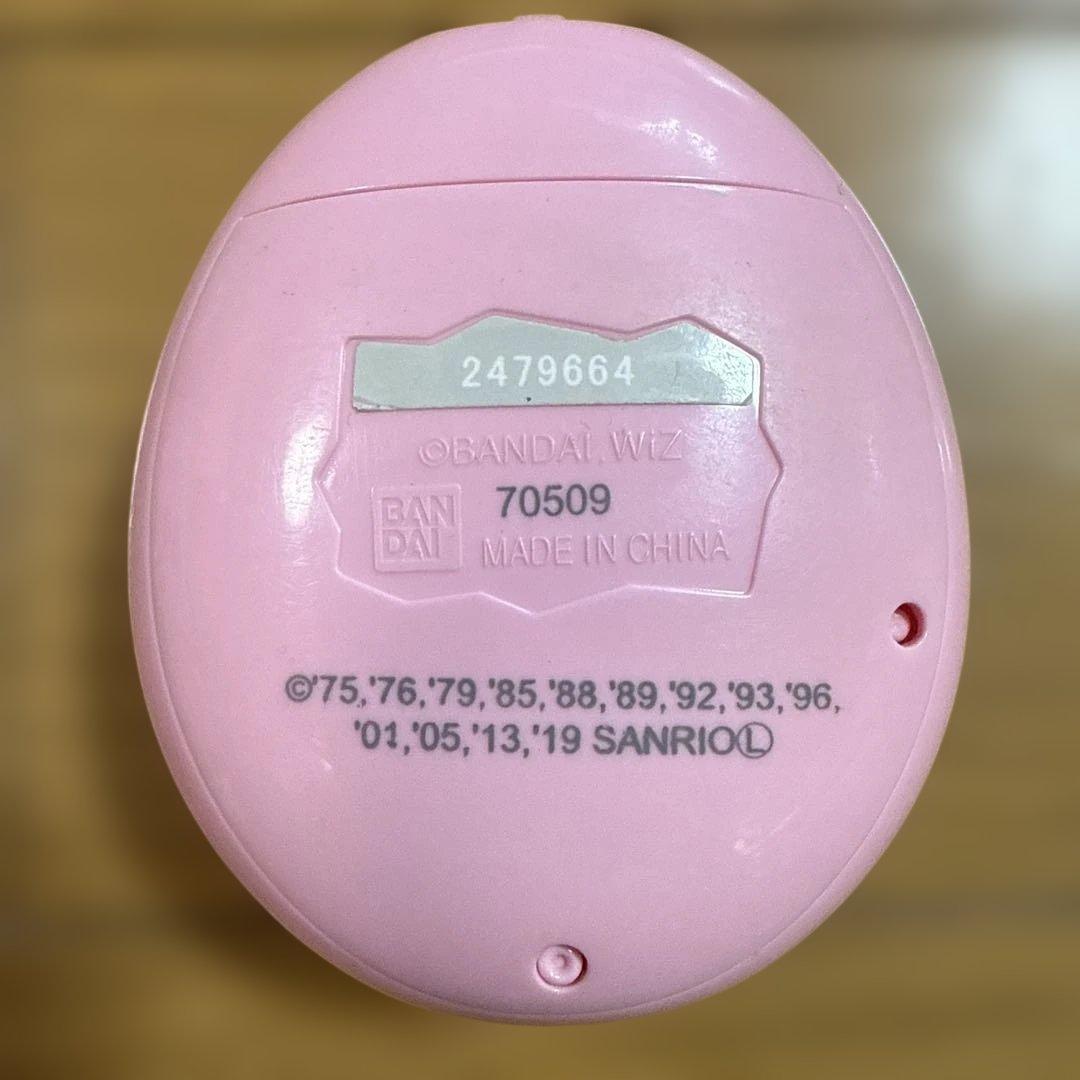 2479664
©BANDAI, WiZ
70509
BAN
DAI
MADE IN CHINA
©'75,'76,'79,'85,'88,'89,'92,'93,'96,
'01,'05,'13,'19 SANRIOⓁ